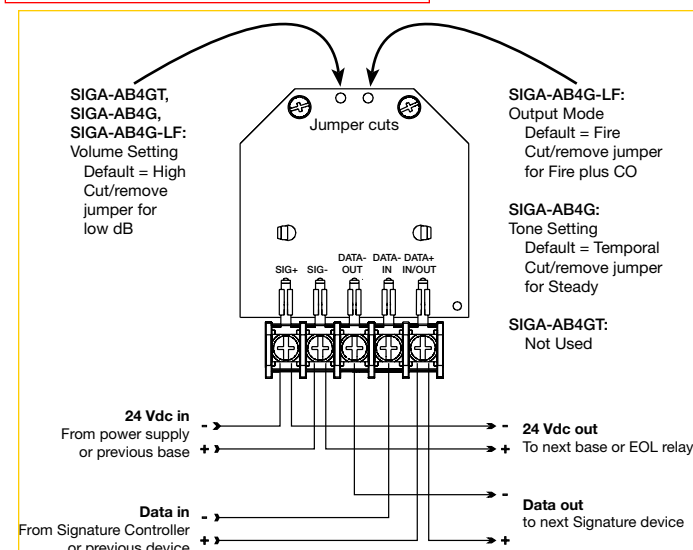 SIGA-AB4GT,
SIGA-AB4G,
SIGA-AB4G-LF:
Volume Setting
Default = High
Cut/remove
jumper for
low dB
Jumper cuts
SIGA-AB4G-LF:
Output Mode
Default = Fire
Cut/remove jumper
for Fire plus CO
SIGA-AB4G:
Tone Setting
Default = Temporal
Cut/remove jumper
for Steady
SIGA-AB4GT:
Not Used
SIG+
SIG-
DATA-
OUT
DATA-
IN
DATA+
IN/OUT
24 Vdc in
From power supply
or previous base
-
+
-
+
24 Vdc out
To next base or EOL relay
Data in
From Signature Controller
or previous device
-
+
-
+
Data out
to next Signature device